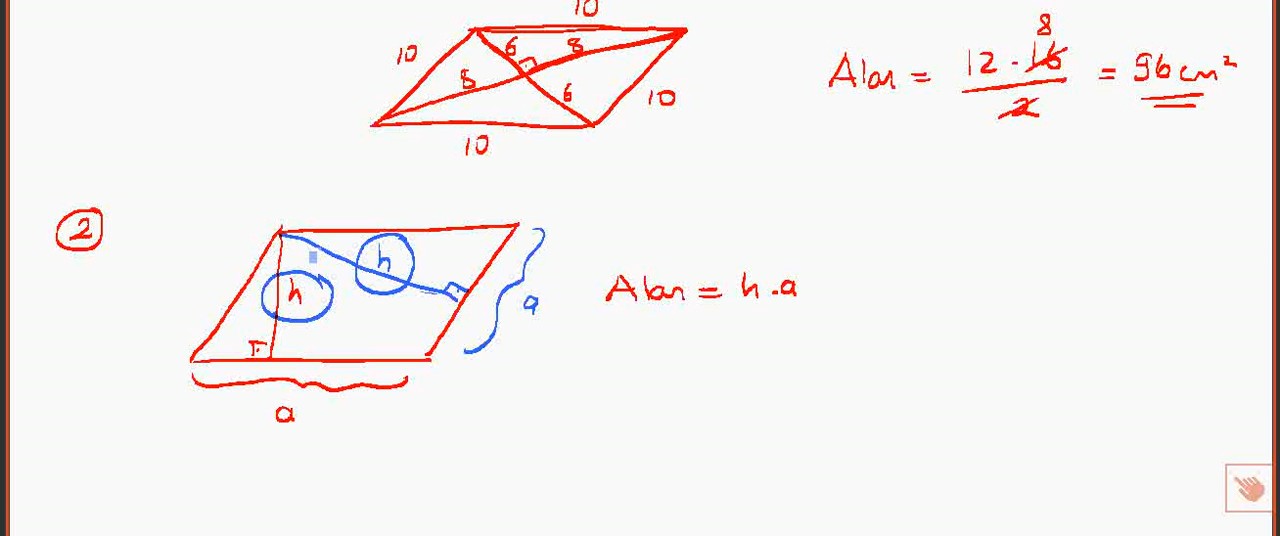 10
10
6
8
8
6
10
10
Alan = 12 . 16 / 2 = 96 cm²
8
2
h
h
a
a
Alan = h . a